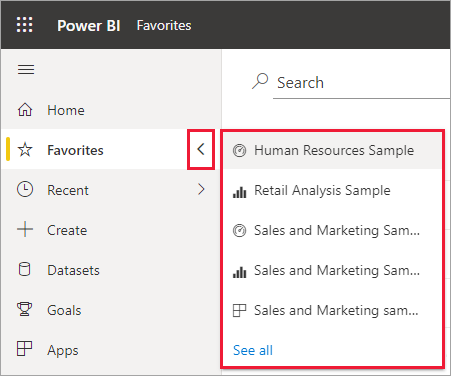 Power BI Favorites
Search
Home
Favorites
Recent
Create
Datasets
Goals
Apps
Human Resources Sample
Retail Analysis Sample
Sales and Marketing Sam...
Sales and Marketing Sam...
Sales and Marketing sam...
See all